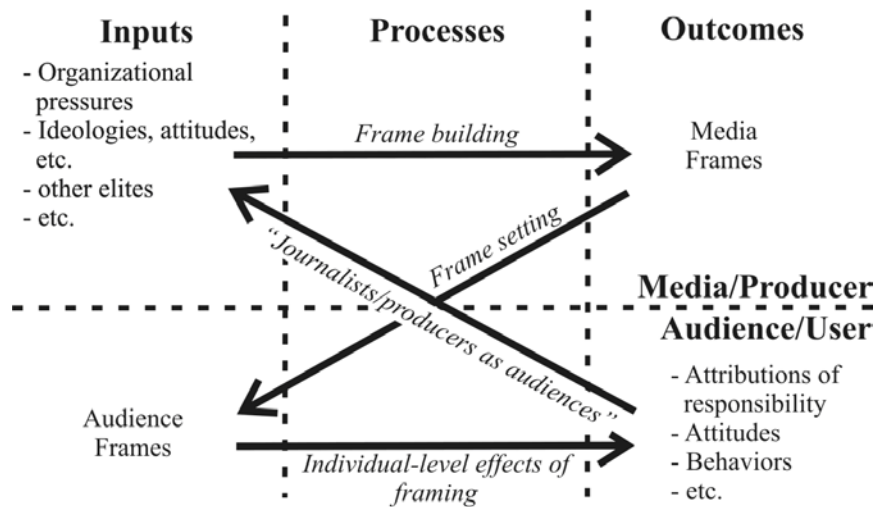 Inputs
Processes
Outcomes
- Organizational
pressures
- Ideologies, attitudes,
etc.
- other elites
- etc.
Frame building
Media
Frames
Frame setting
“Journalists/producers as audiences”
Media/Producer
Audience/User
Audience
Frames
- Attributions of
responsibility
- Attitudes
- Behaviors
- etc.
Individual-level effects of
framing